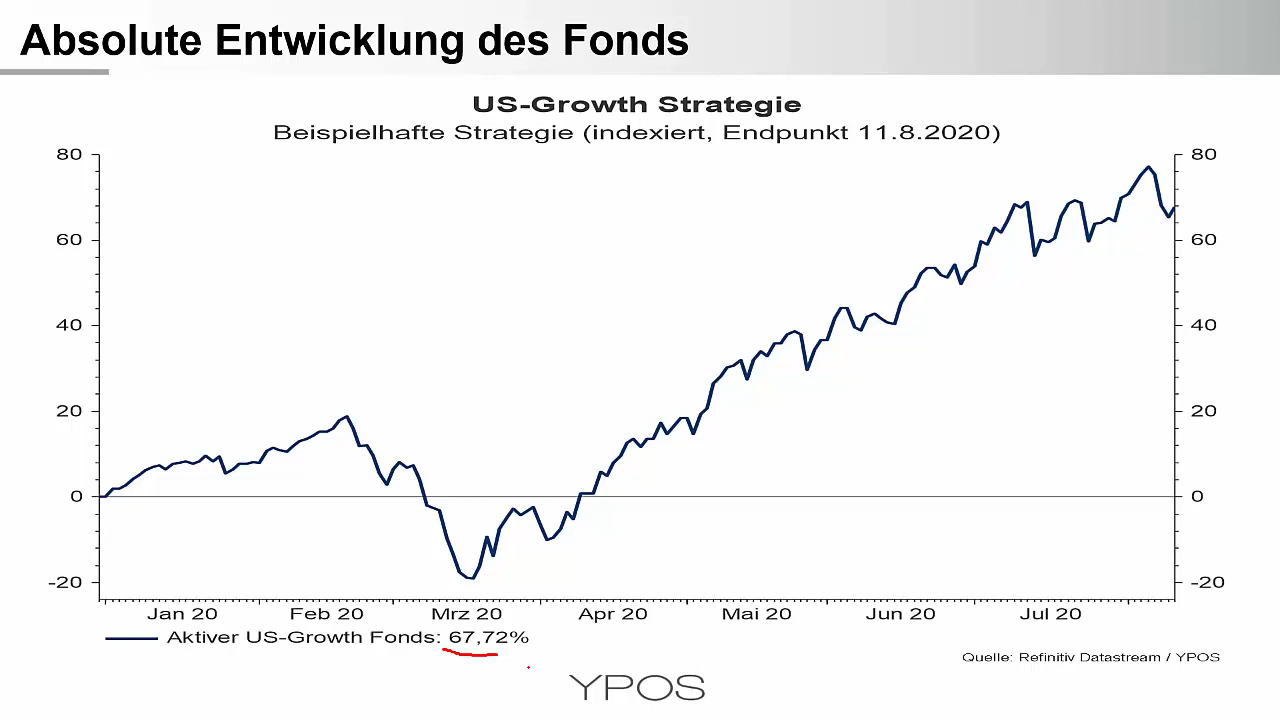 Absolute Entwicklung des Fonds
US-Growth Strategie
Beispielhafte Strategie (indexiert, Endpunkt 11.8.2020)
80 80
60 60
40 40
20 20
0 0
-20 -20
Jan 20 Feb 20 Mrz 20 Apr 20 Mai 20 Jun 20 Jul 20
Aktiver US-Growth Fonds: 67,72%
Quelle: Refinitiv Datastream / YPOS
YPOS